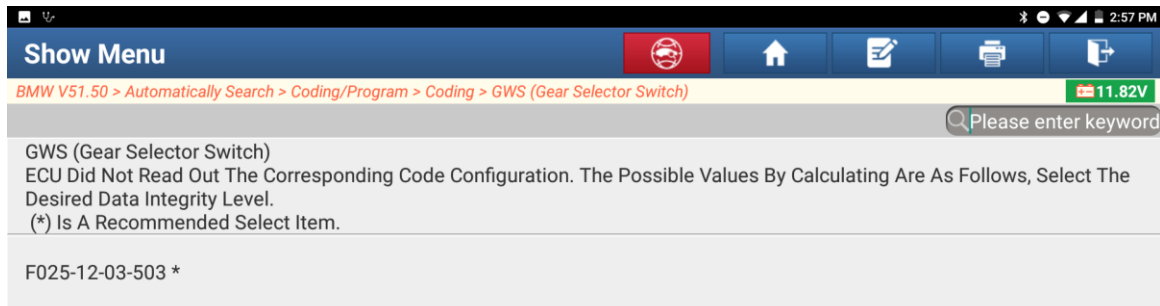 2:57 PM
Show Menu
BMW V51.50 > Automatically Search > Coding/Program > Coding > GWS (Gear Selector Switch)
11.82V
Please enter keyword
GWS (Gear Selector Switch)
ECU Did Not Read Out The Corresponding Code Configuration. The Possible Values By Calculating Are As Follows, Select The
Desired Data Integrity Level.
(*) Is A Recommended Select Item.
F025-12-03-503 *